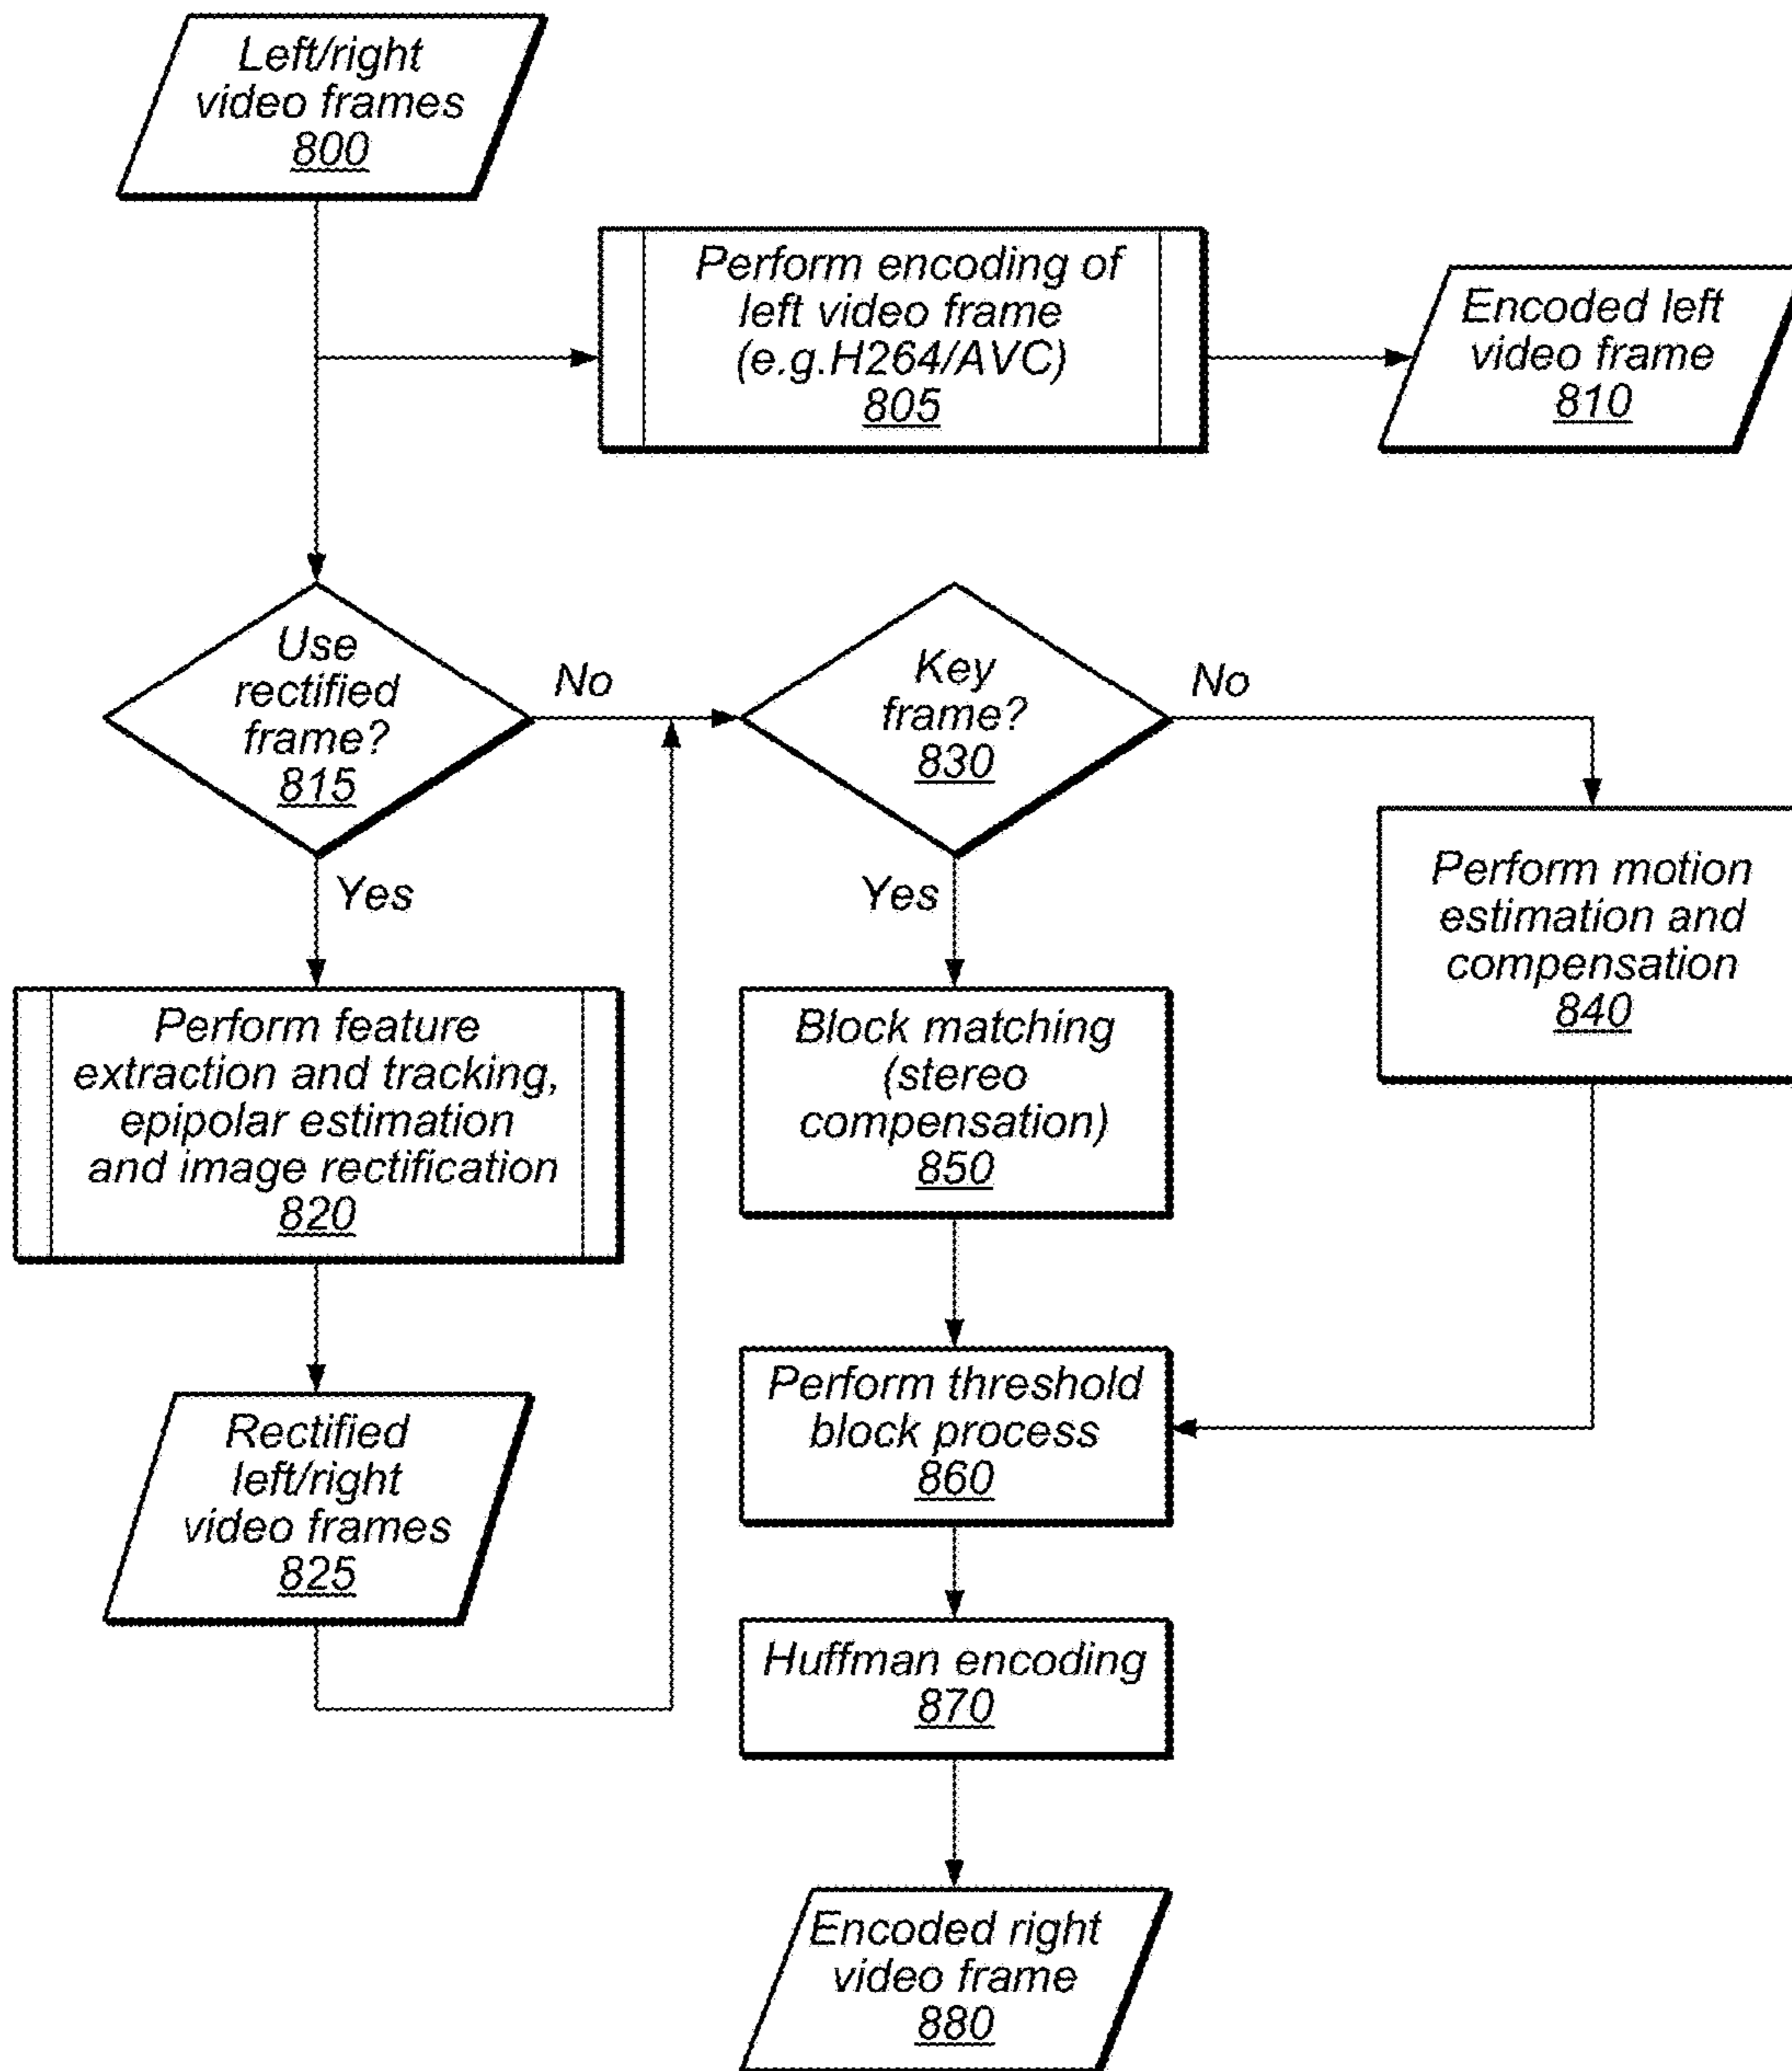 Left/right
video frames
800
Perform encoding of
left video frame
(e.g.H264/AVC)
805
Encoded left
video frame
810
Use
rectified
frame?
815
No
Key
frame?
830
No
Yes
Yes
Perform motion
estimation and
compensation
840
Perform feature
extraction and tracking,
epipolar estimation
and image rectification
820
Block matching
(stereo
compensation)
850
Rectified
left/right
video frames
825
Perform threshold
block process
860
Huffman encoding
870
Encoded right
video frame
880